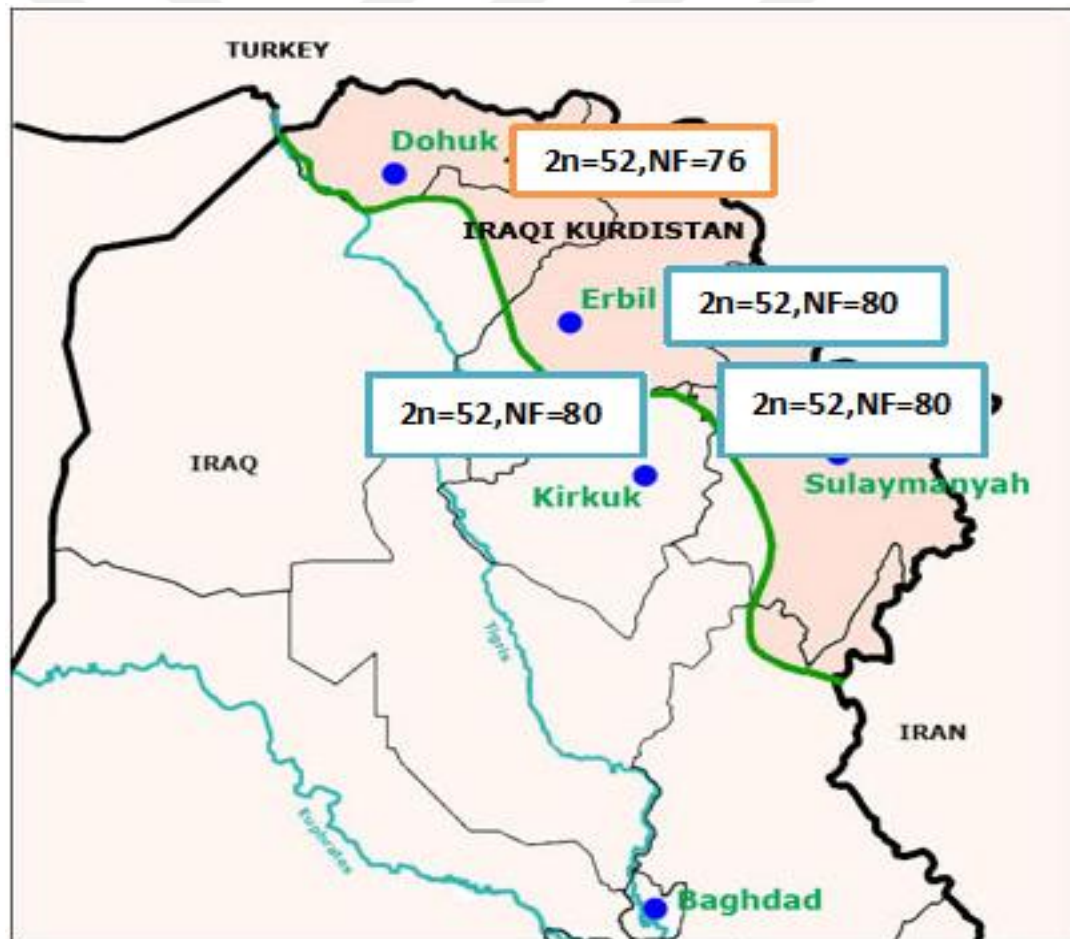 TURKEY
Dohuk
2n=52,NF=76
IRAQI KURDISTAN
Erbil
2n=52,NF=80
2n=52,NF=80
2n=52,NF=80
IRAQ
Kirkuk
Sulaymanyah
Tigris
IRAN
Euphrates
Baghdad